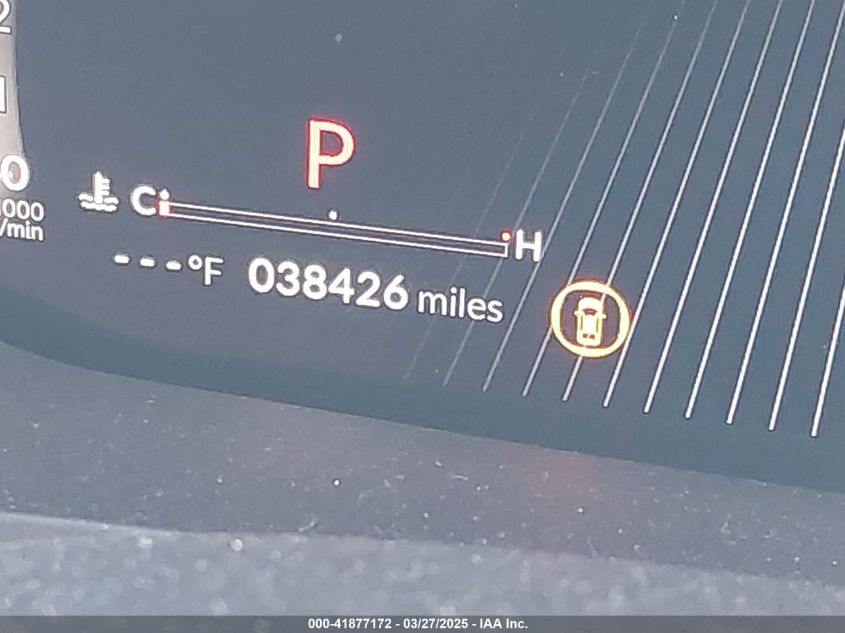 P
C H
---°F 038426 miles
000-41877172 - 03/27/2025 - IAA Inc.